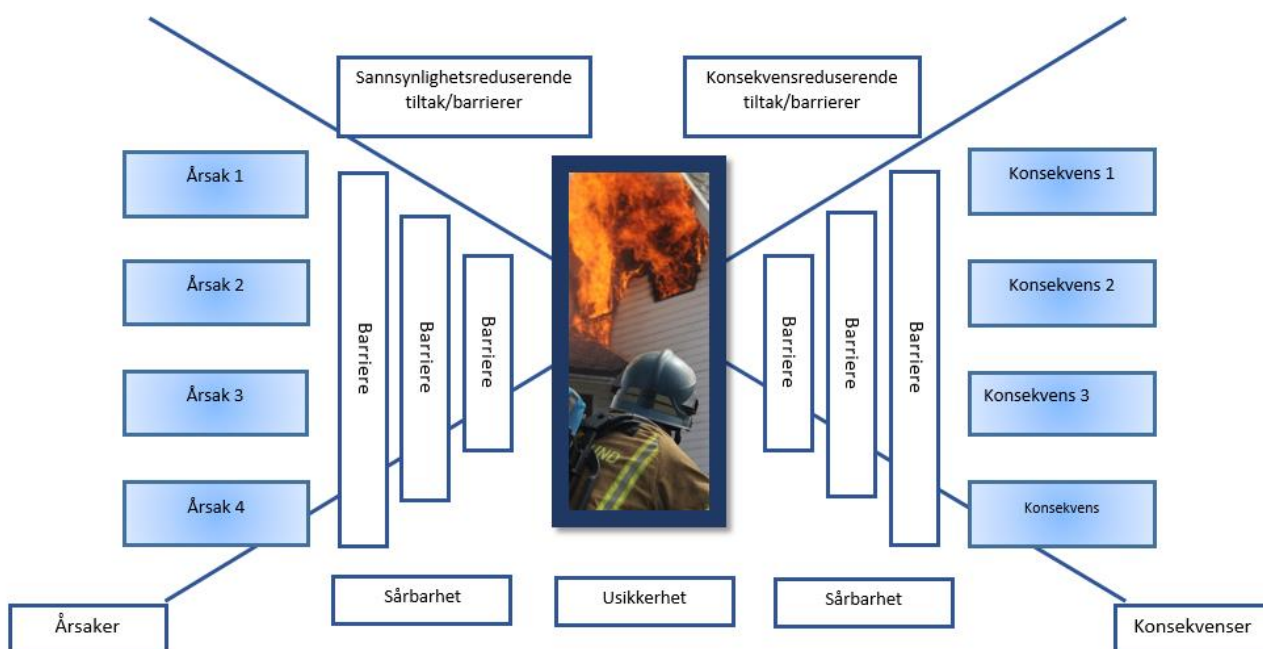 Sannsynlighetsreduserende
tiltak/barrierer
Konsekvensreduserende
tiltak/barrierer
Årsak 1
Årsak 2
Årsak 3
Årsak 4
Barriere
Barriere
Barriere
Barriere
Barriere
Barriere
Konsekvens 1
Konsekvens 2
Konsekvens 3
Konsekvens
Sårbarhet
Usikkerhet
Sårbarhet
Årsaker
Konsekvenser